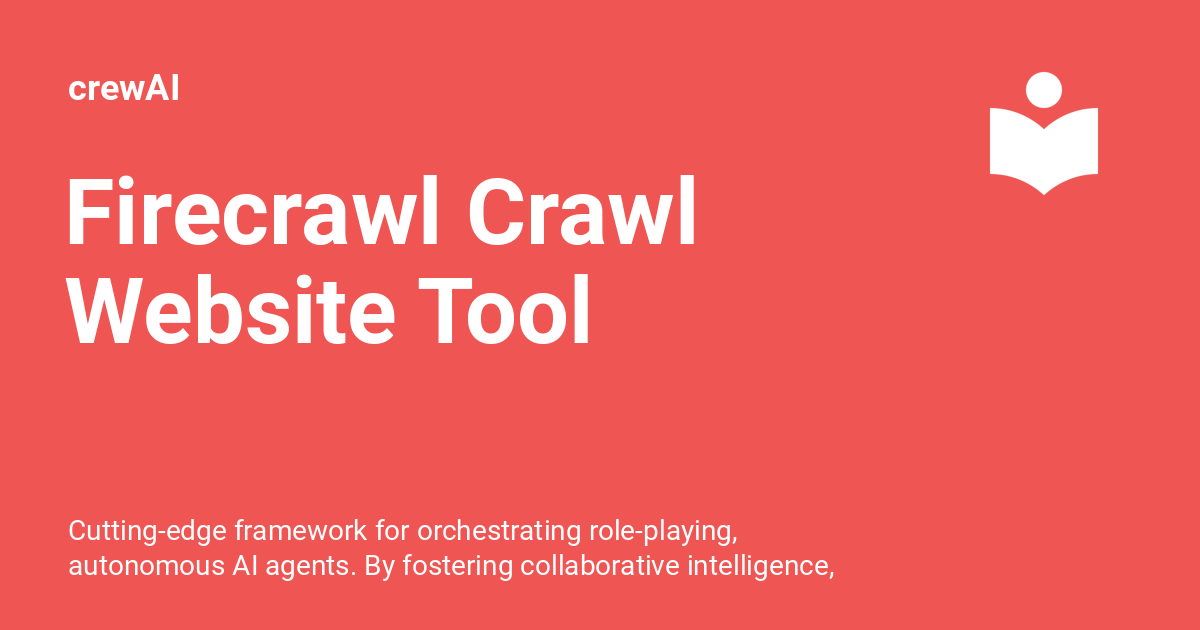 crewAI
Firecrawl Crawl
Website Tool
Cutting-edge framework for orchestrating role-playing,
autonomous AI agents. By fostering collaborative intelligence,